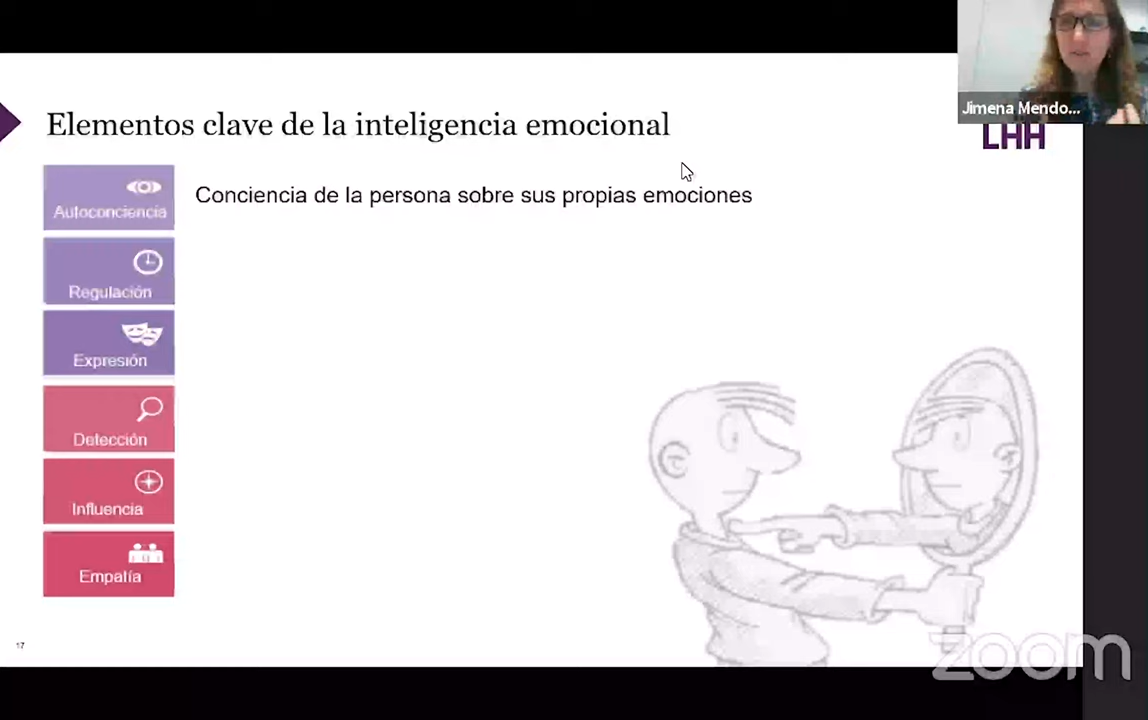 Jimena Mendo...
LHH
Elementos clave de la inteligencia emocional
Autoconciencia
Conciencia de la persona sobre sus propias emociones
Regulación
Expresión
Detección
Influencia
Empatía
17
zoom